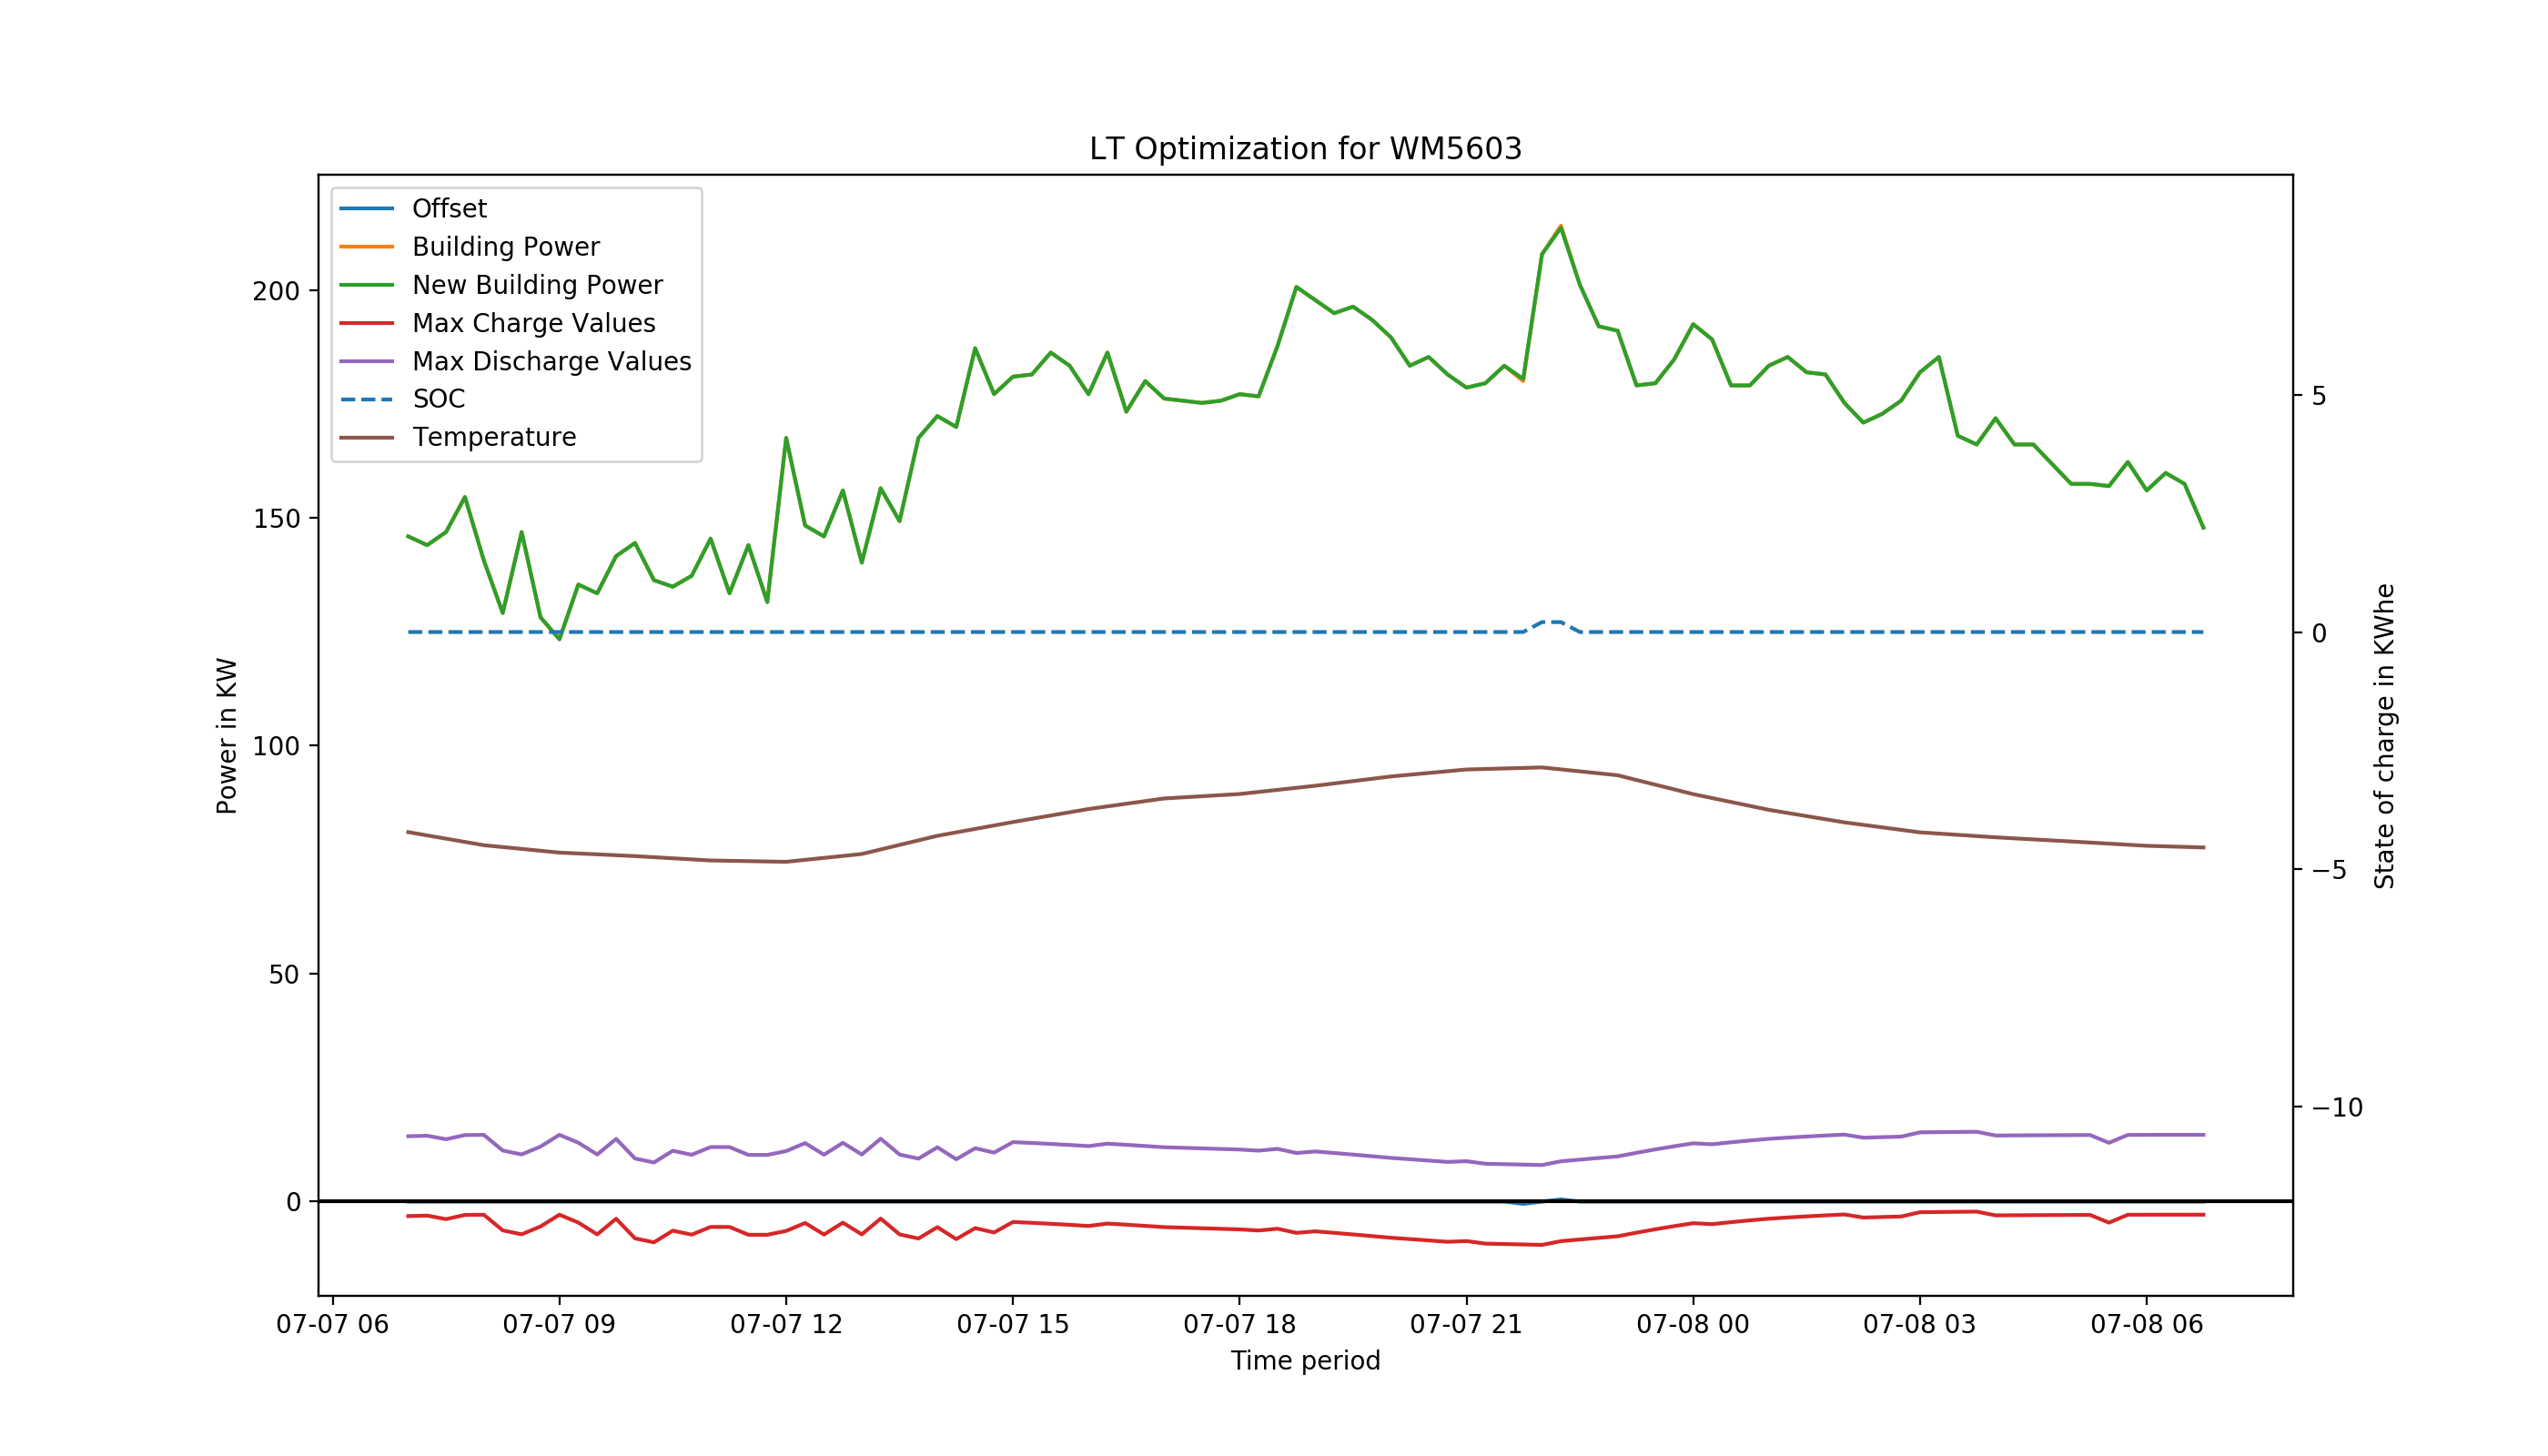 LT Optimization for WM5603
Offset
Building Power
New Building Power
Max Charge Values
Max Discharge Values
SOC
Temperature
200
150
100
50
0
Power in KW
5
0
−5
−10
State of charge in KWhe
07-07 06 07-07 09 07-07 12 07-07 15 07-07 18 07-07 21 07-08 00 07-08 03 07-08 06
Time period